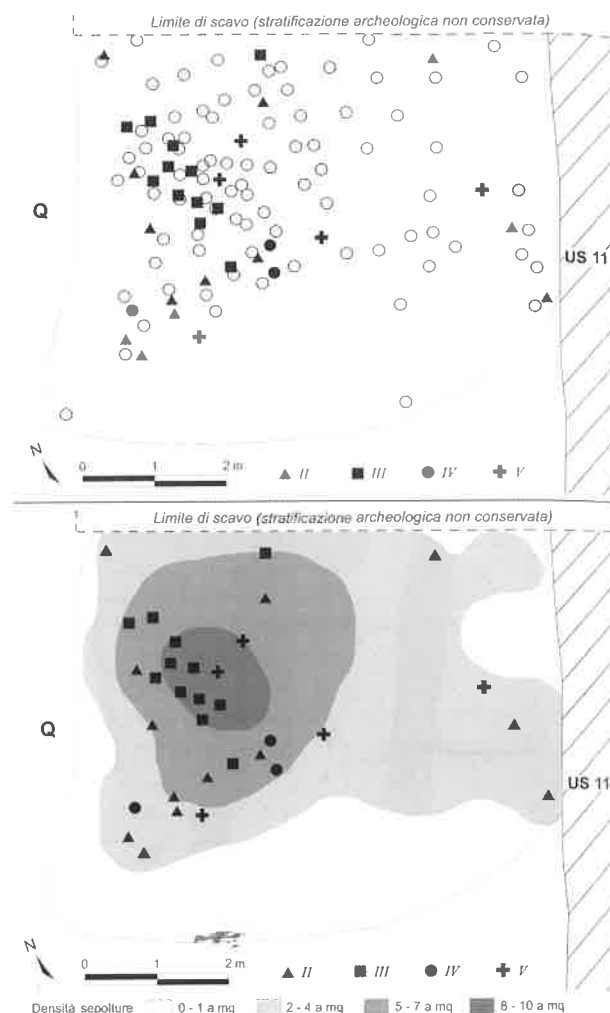 Limite di scavo (stratificazione archeologica non conservata)
Q
US 11
N
0 1 2 m
II III IV V
1
Limite di scavo (stratificazione archeologica non conservata)
Q
US 11
N
0 1 2 m
II III IV V
Densità sepolture 0 - 1 a mq 2 - 4 a mq 5 - 7 a mq 8 - 10 a mq